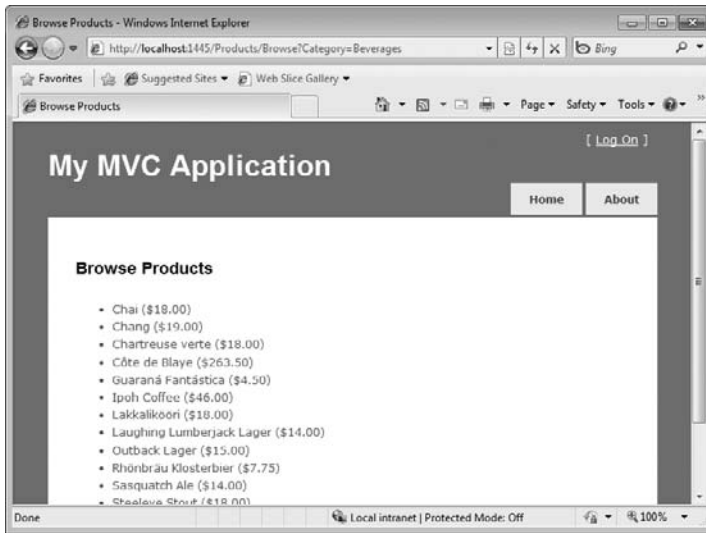 Browse Products - Windows Internet Explorer
http://localhost:1445/Products/Browse?Category=Beverages
Bing
Favorites
Suggested Sites
Web Slice Gallery
Browse Products
Page
Safety
Tools
[ Log On ]
My MVC Application
Home
About
Browse Products
• Chai ($18.00)
• Chang ($19.00)
• Chartreuse verte ($18.00)
• Côte de Blaye ($263.50)
• Guaraná Fantástica ($4.50)
• Ipoh Coffee ($46.00)
• Lakkalikööri ($18.00)
• Laughing Lumberjack Lager ($14.00)
• Outback Lager ($15.00)
• Rhönbräu Klosterbier ($7.75)
• Sasquatch Ale ($14.00)
• Steeleye Stout ($18.00)
Done
Local intranet | Protected Mode: Off
100%